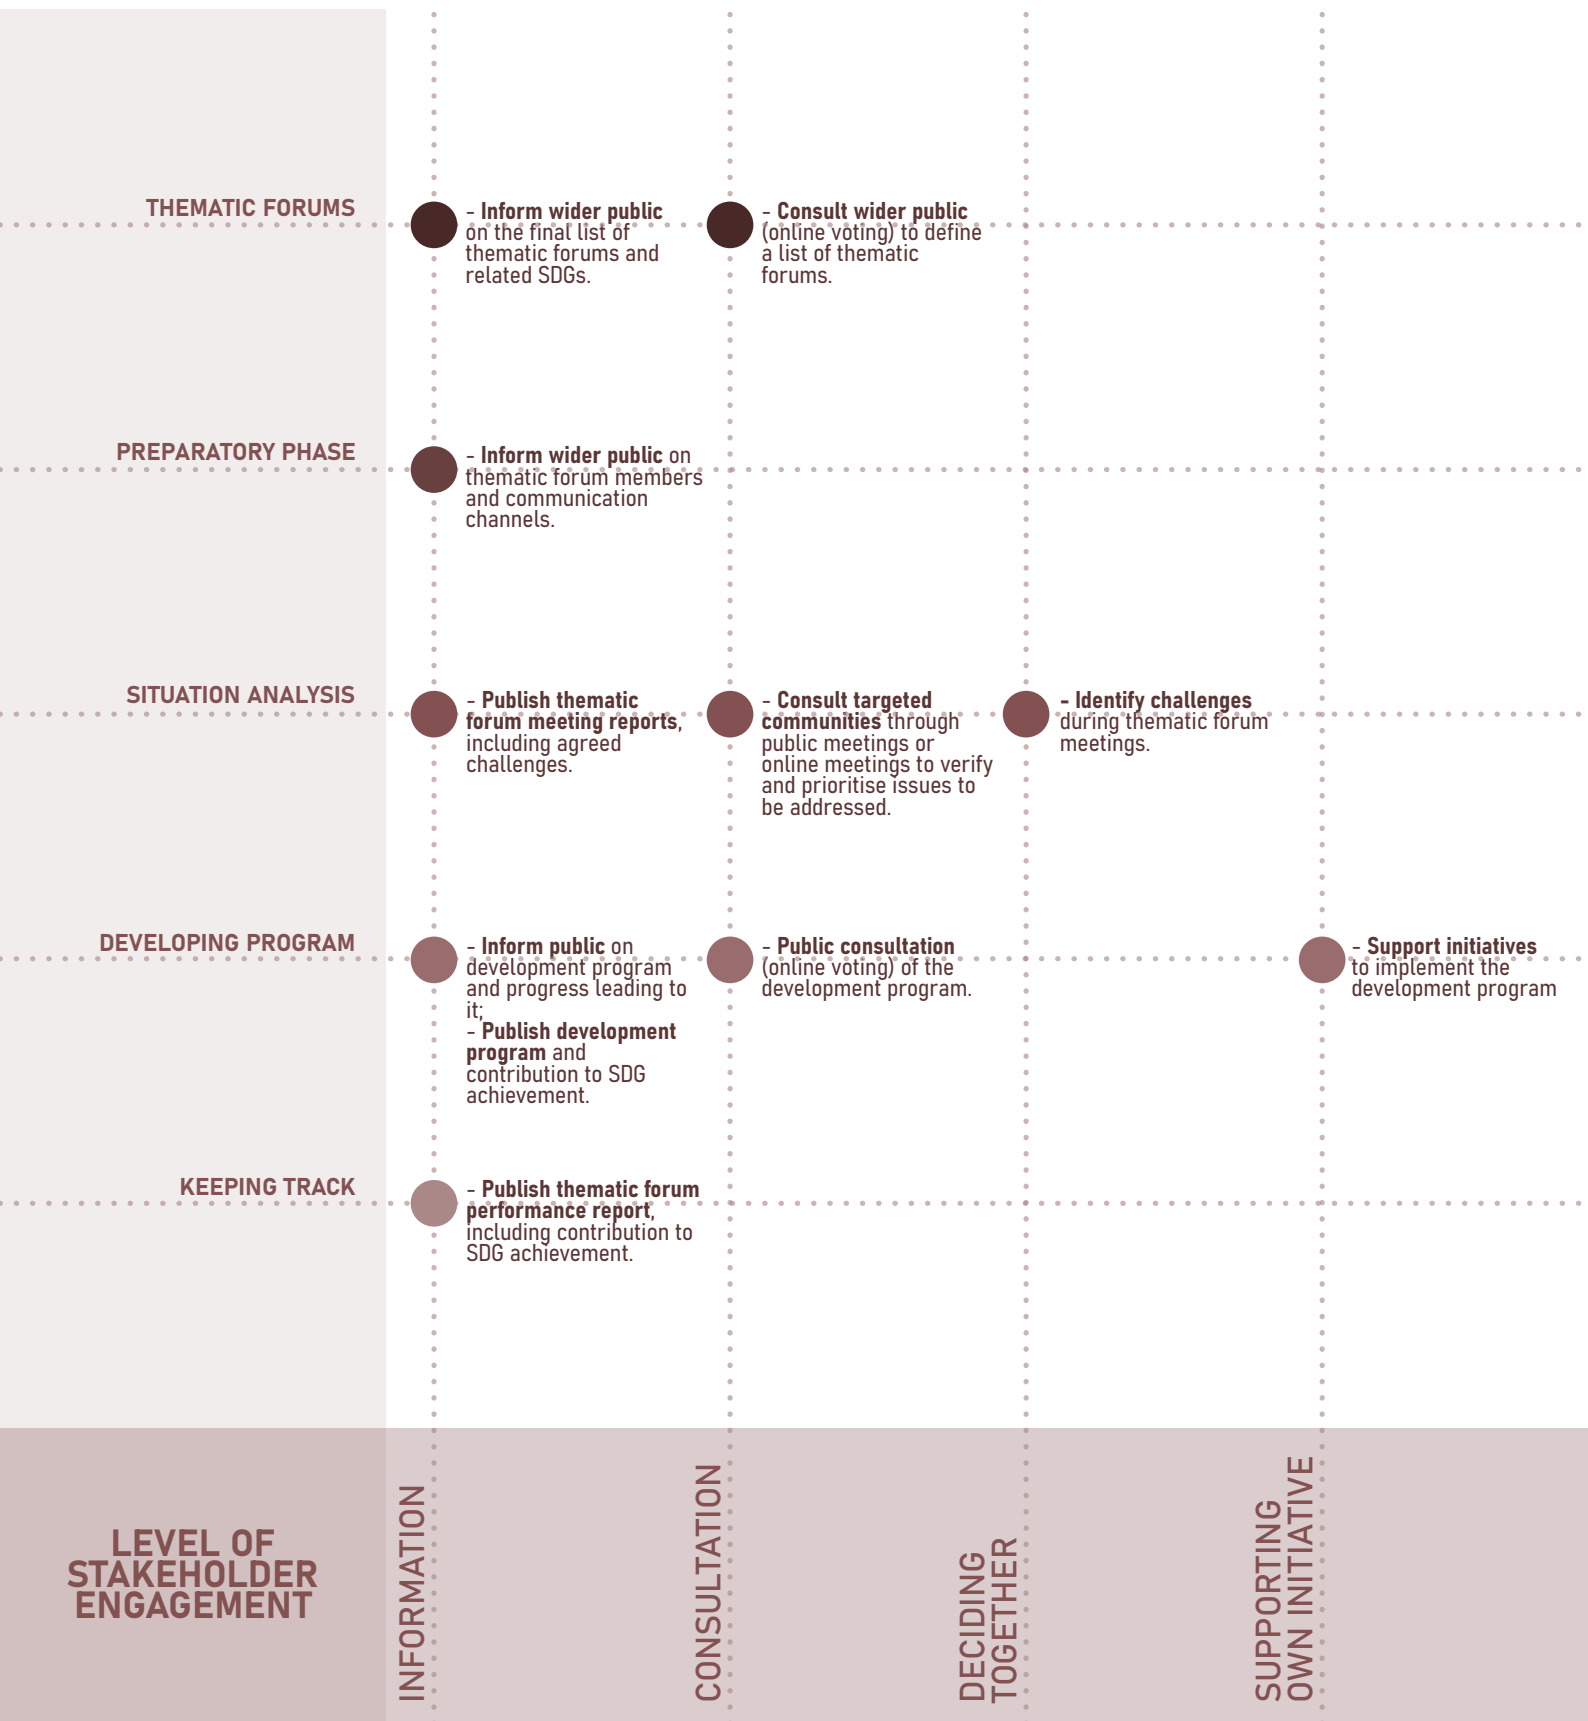 THEMATIC FORUMS
- Inform wider public
on the final list of
thematic forums and
related SDGs.
- Consult wider public
(online voting) to define
a list of thematic
forums.
PREPARATORY PHASE
- Inform wider public on
thematic forum members
and communication
channels.
SITUATION ANALYSIS
- Publish thematic
forum meeting reports,
including agreed
challenges.
- Consult targeted
communities through
public meetings or
online meetings to verify
and prioritise issues to
be addressed.
- Identify challenges
during thematic forum
meetings.
DEVELOPING PROGRAM
- Inform public on
development program
and progress leading to
it;
- Publish development
program and
contribution to SDG
achievement.
- Public consultation
(online voting) of the
development program.
- Support initiatives
to implement the
development program
KEEPING TRACK
- Publish thematic forum
performance report,
including contribution to
SDG achievement.
LEVEL OF
STAKEHOLDER
ENGAGEMENT
INFORMATION
CONSULTATION
DECIDING
TOGETHER
SUPPORTING
OWN INITIATIVE